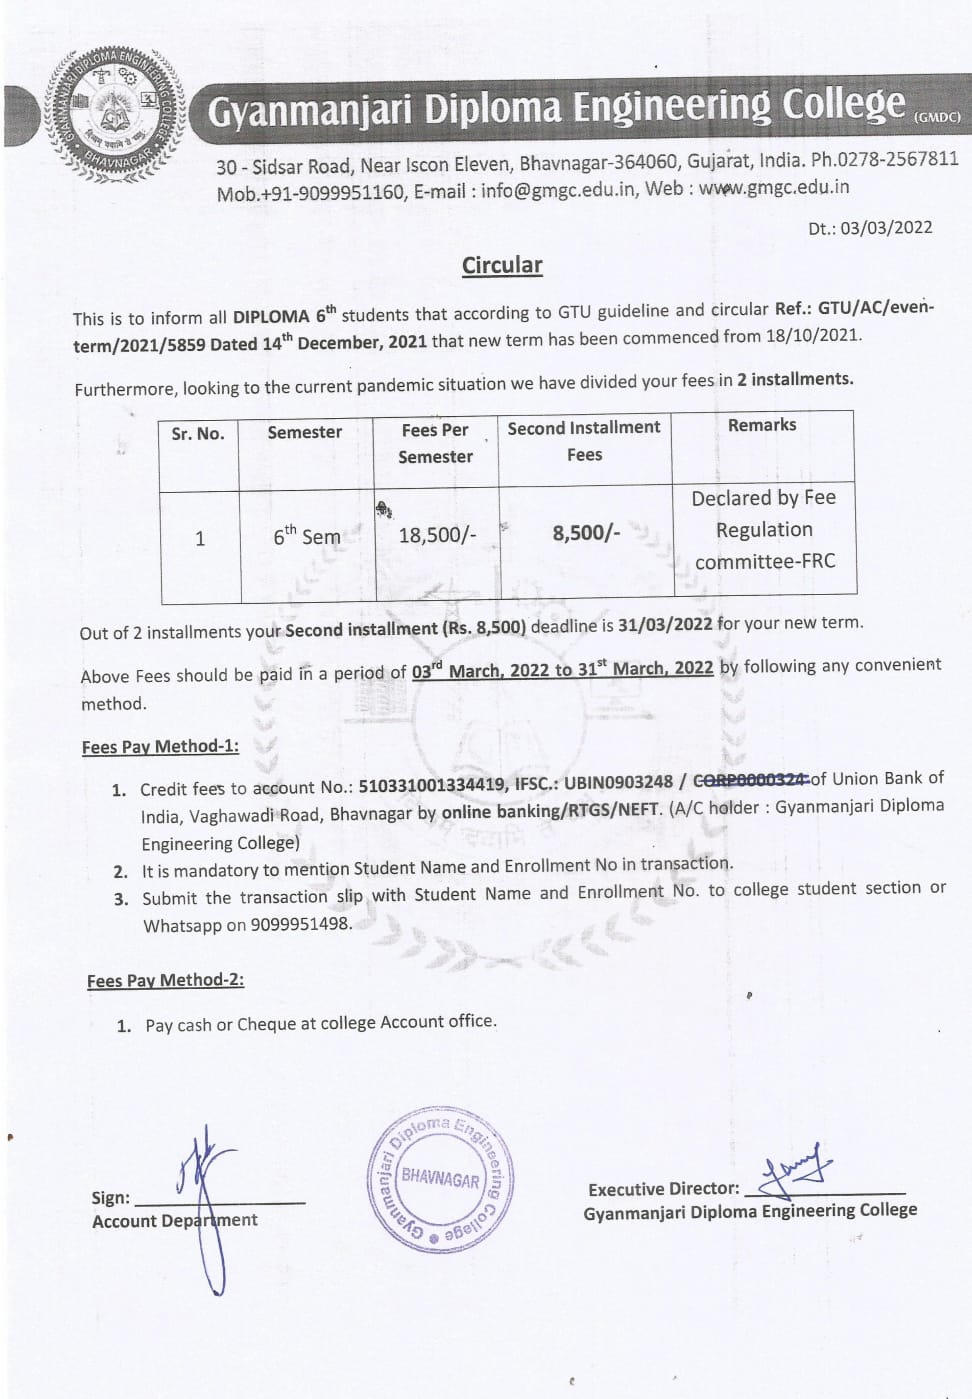 GYANMANJARI DIPLOMA ENGINEERING COLLEGE
BHAVNAGAR
Gyanmanjari Diploma Engineering College (GMDC)
30 - Sidsar Road, Near Iscon Eleven, Bhavnagar-364060, Gujarat, India. Ph.0278-2567811
Mob.+91-9099951160, E-mail : info@gmgc.edu.in, Web : www.gmgc.edu.in
Dt.: 03/03/2022
Circular
This is to inform all DIPLOMA 6th students that according to GTU guideline and circular Ref.: GTU/AC/even-
term/2021/5859 Dated 14th December, 2021 that new term has been commenced from 18/10/2021.
Furthermore, looking to the current pandemic situation we have divided your fees in 2 installments.
Sr. No. Semester Fees Per Semester Second Installment Fees Remarks
1 6th Sem 18,500/- 8,500/- Declared by Fee Regulation committee-FRC
Out of 2 installments your Second installment (Rs. 8,500) deadline is 31/03/2022 for your new term.
Above Fees should be paid in a period of 03rd March, 2022 to 31st March, 2022 by following any convenient
method.
Fees Pay Method-1:
1. Credit fees to account No.: 510331001334419, IFSC.: UBIN0903248 / CORP0000324 of Union Bank of
India, Vaghawadi Road, Bhavnagar by online banking/RTGS/NEFT. (A/C holder : Gyanmanjari Diploma
Engineering College)
2. It is mandatory to mention Student Name and Enrollment No in transaction.
3. Submit the transaction slip with Student Name and Enrollment No. to college student section or
Whatsapp on 9099951498.
Fees Pay Method-2:
1. Pay cash or Cheque at college Account office.
Sign:
Account Department
Gyanmanjari Diploma Engineering College
BHAVNAGAR
Executive Director:
Gyanmanjari Diploma Engineering College